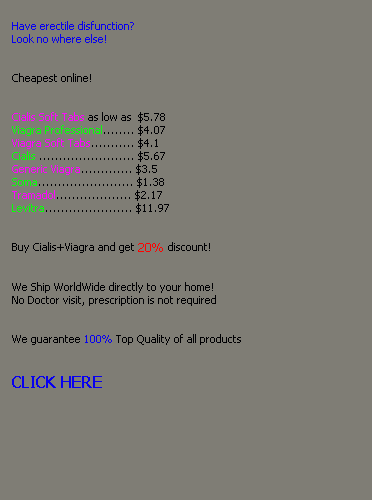 Have erectile disfunction?
Look no where else!
Cheapest online!
Cialis Soft Tabs as low as $5.78
Viagra Professional........ $4.07
Viagra Soft Tabs........... $4.1
Cialis ........................ $5.67
Generic Viagra............. $3.5
Soma........................ $1.38
Tramadol................... $2.17
Levitra...................... $11.97
Buy Cialis+Viagra and get 20% discount!
We Ship WorldWide directly to your home!
No Doctor visit, prescription is not required
We guarantee 100% Top Quality of all products
CLICK HERE